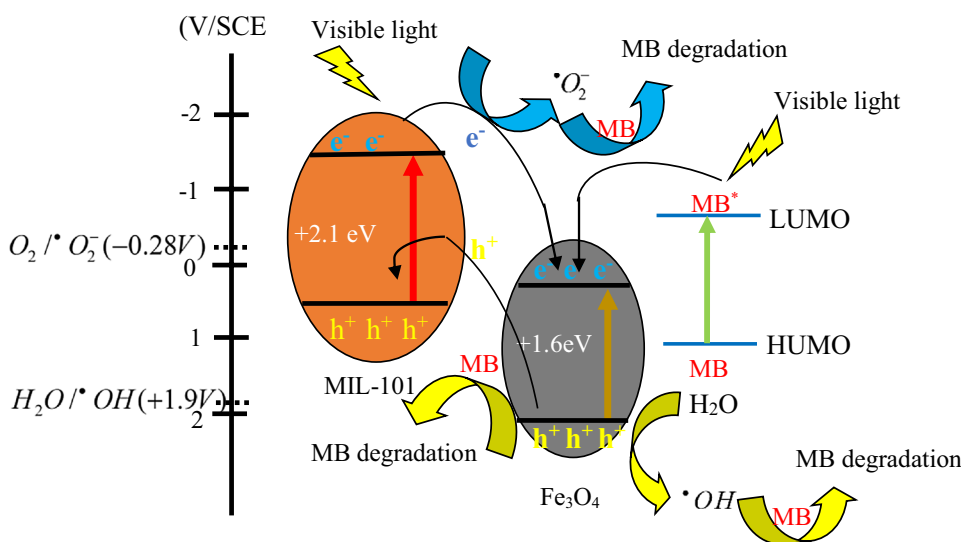 (V/SCE
Visible light
MB degradation
•O₂⁻
Visible light
-2
e⁻
MB
e⁻ e⁻
-1
MB*
LUMO
O₂ /• O₂⁻(−0.28V)
+2.1 eV
h⁺
0
e⁻ e⁻ e⁻
h⁺ h⁺ h⁺
1
+1.6eV
HUMO
MB
MB
MIL-101
H₂O /• OH(+1.9V)
H₂O
2
h⁺ h⁺ h⁺
MB degradation
MB degradation
Fe₃O₄
•OH
MB